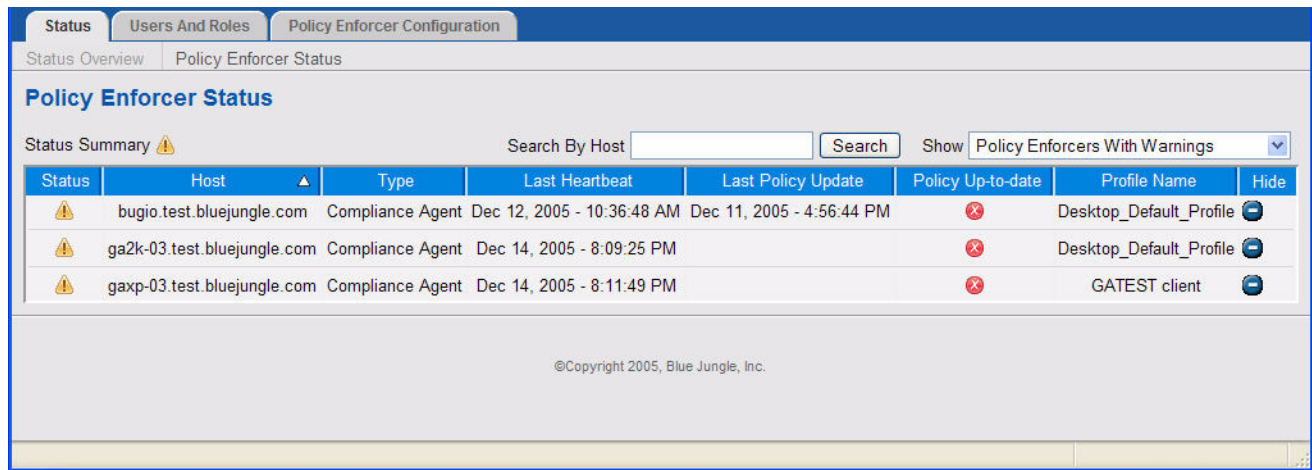 Status Users And Roles Policy Enforcer Configuration
Status Overview Policy Enforcer Status
Policy Enforcer Status
Status Summary Search By Host Search Show Policy Enforcers With Warnings
Status Host Type Last Heartbeat Last Policy Update Policy Up-to-date Profile Name Hide
bugio.test.bluejungle.com Compliance Agent Dec 12, 2005 - 10:36:48 AM Dec 11, 2005 - 4:56:44 PM Desktop_Default_Profile
ga2k-03.test.bluejungle.com Compliance Agent Dec 14, 2005 - 8:09:25 PM Desktop_Default_Profile
gaxp-03.test.bluejungle.com Compliance Agent Dec 14, 2005 - 8:11:49 PM GATEST client
©Copyright 2005, Blue Jungle, Inc.